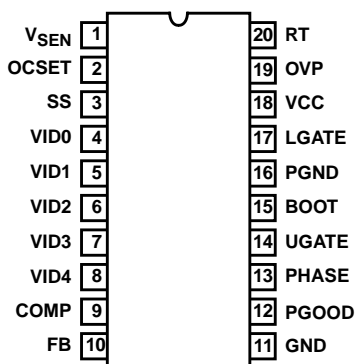 VSEN 1 20 RT
OCSET 2 19 OVP
SS 3 18 VCC
VID0 4 17 LGATE
VID1 5 16 PGND
VID2 6 15 BOOT
VID3 7 14 UGATE
VID4 8 13 PHASE
COMP 9 12 PGOOD
FB 10 11 GND